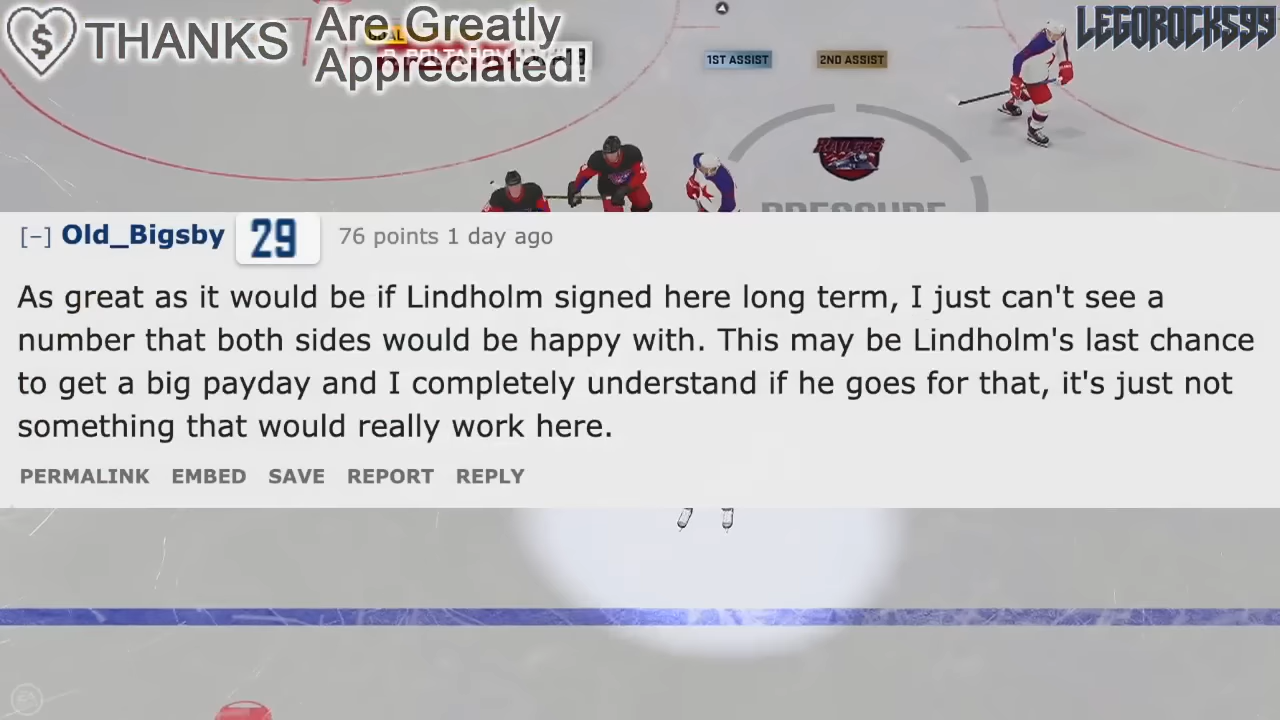 THANKS
Are Greatly
Appreciated!
LEGOROCKS99
GOAL
1ST ASSIST
2ND ASSIST
RAILERS
PRESSURE
[–] Old_Bigsby 29 76 points 1 day ago
As great as it would be if Lindholm signed here long term, I just can't see a
number that both sides would be happy with. This may be Lindholm's last chance
to get a big payday and I completely understand if he goes for that, it's just not
something that would really work here.
PERMALINK EMBED SAVE REPORT REPLY